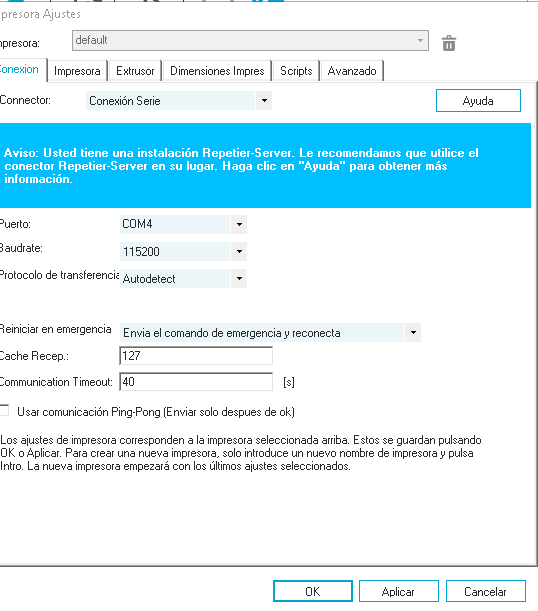 mpresora Ajustes
mpresora:
default
Conexion Impresora Extrusor Dimensiones Impres Scripts Avanzado
Connector: Conexión Serie Ayuda
Aviso: Usted tiene una instalación Repetier-Server. Le recomendamos que utilice el
conector Repetier-Server en su lugar. Haga clic en "Ayuda" para obtener más
información.
Puerto: COM4
Baudrate: 115200
Protocolo de transferencia Autodetect
Reiniciar en emergencia Envia el comando de emergencia y reconecta
Cache Recep.: 127
Communication Timeout: 40 [s]
Usar comunicación Ping-Pong (Enviar solo despues de ok)
Los ajustes de impresora corresponden a la impresora seleccionada arriba. Estos se guardan pulsando
OK o Aplicar. Para crear una nueva impresora, solo introduce un nuevo nombre de impresora y pulsa
Intro. La nueva impresora empezará con los últimos ajustes seleccionados.
OK Aplicar Cancelar